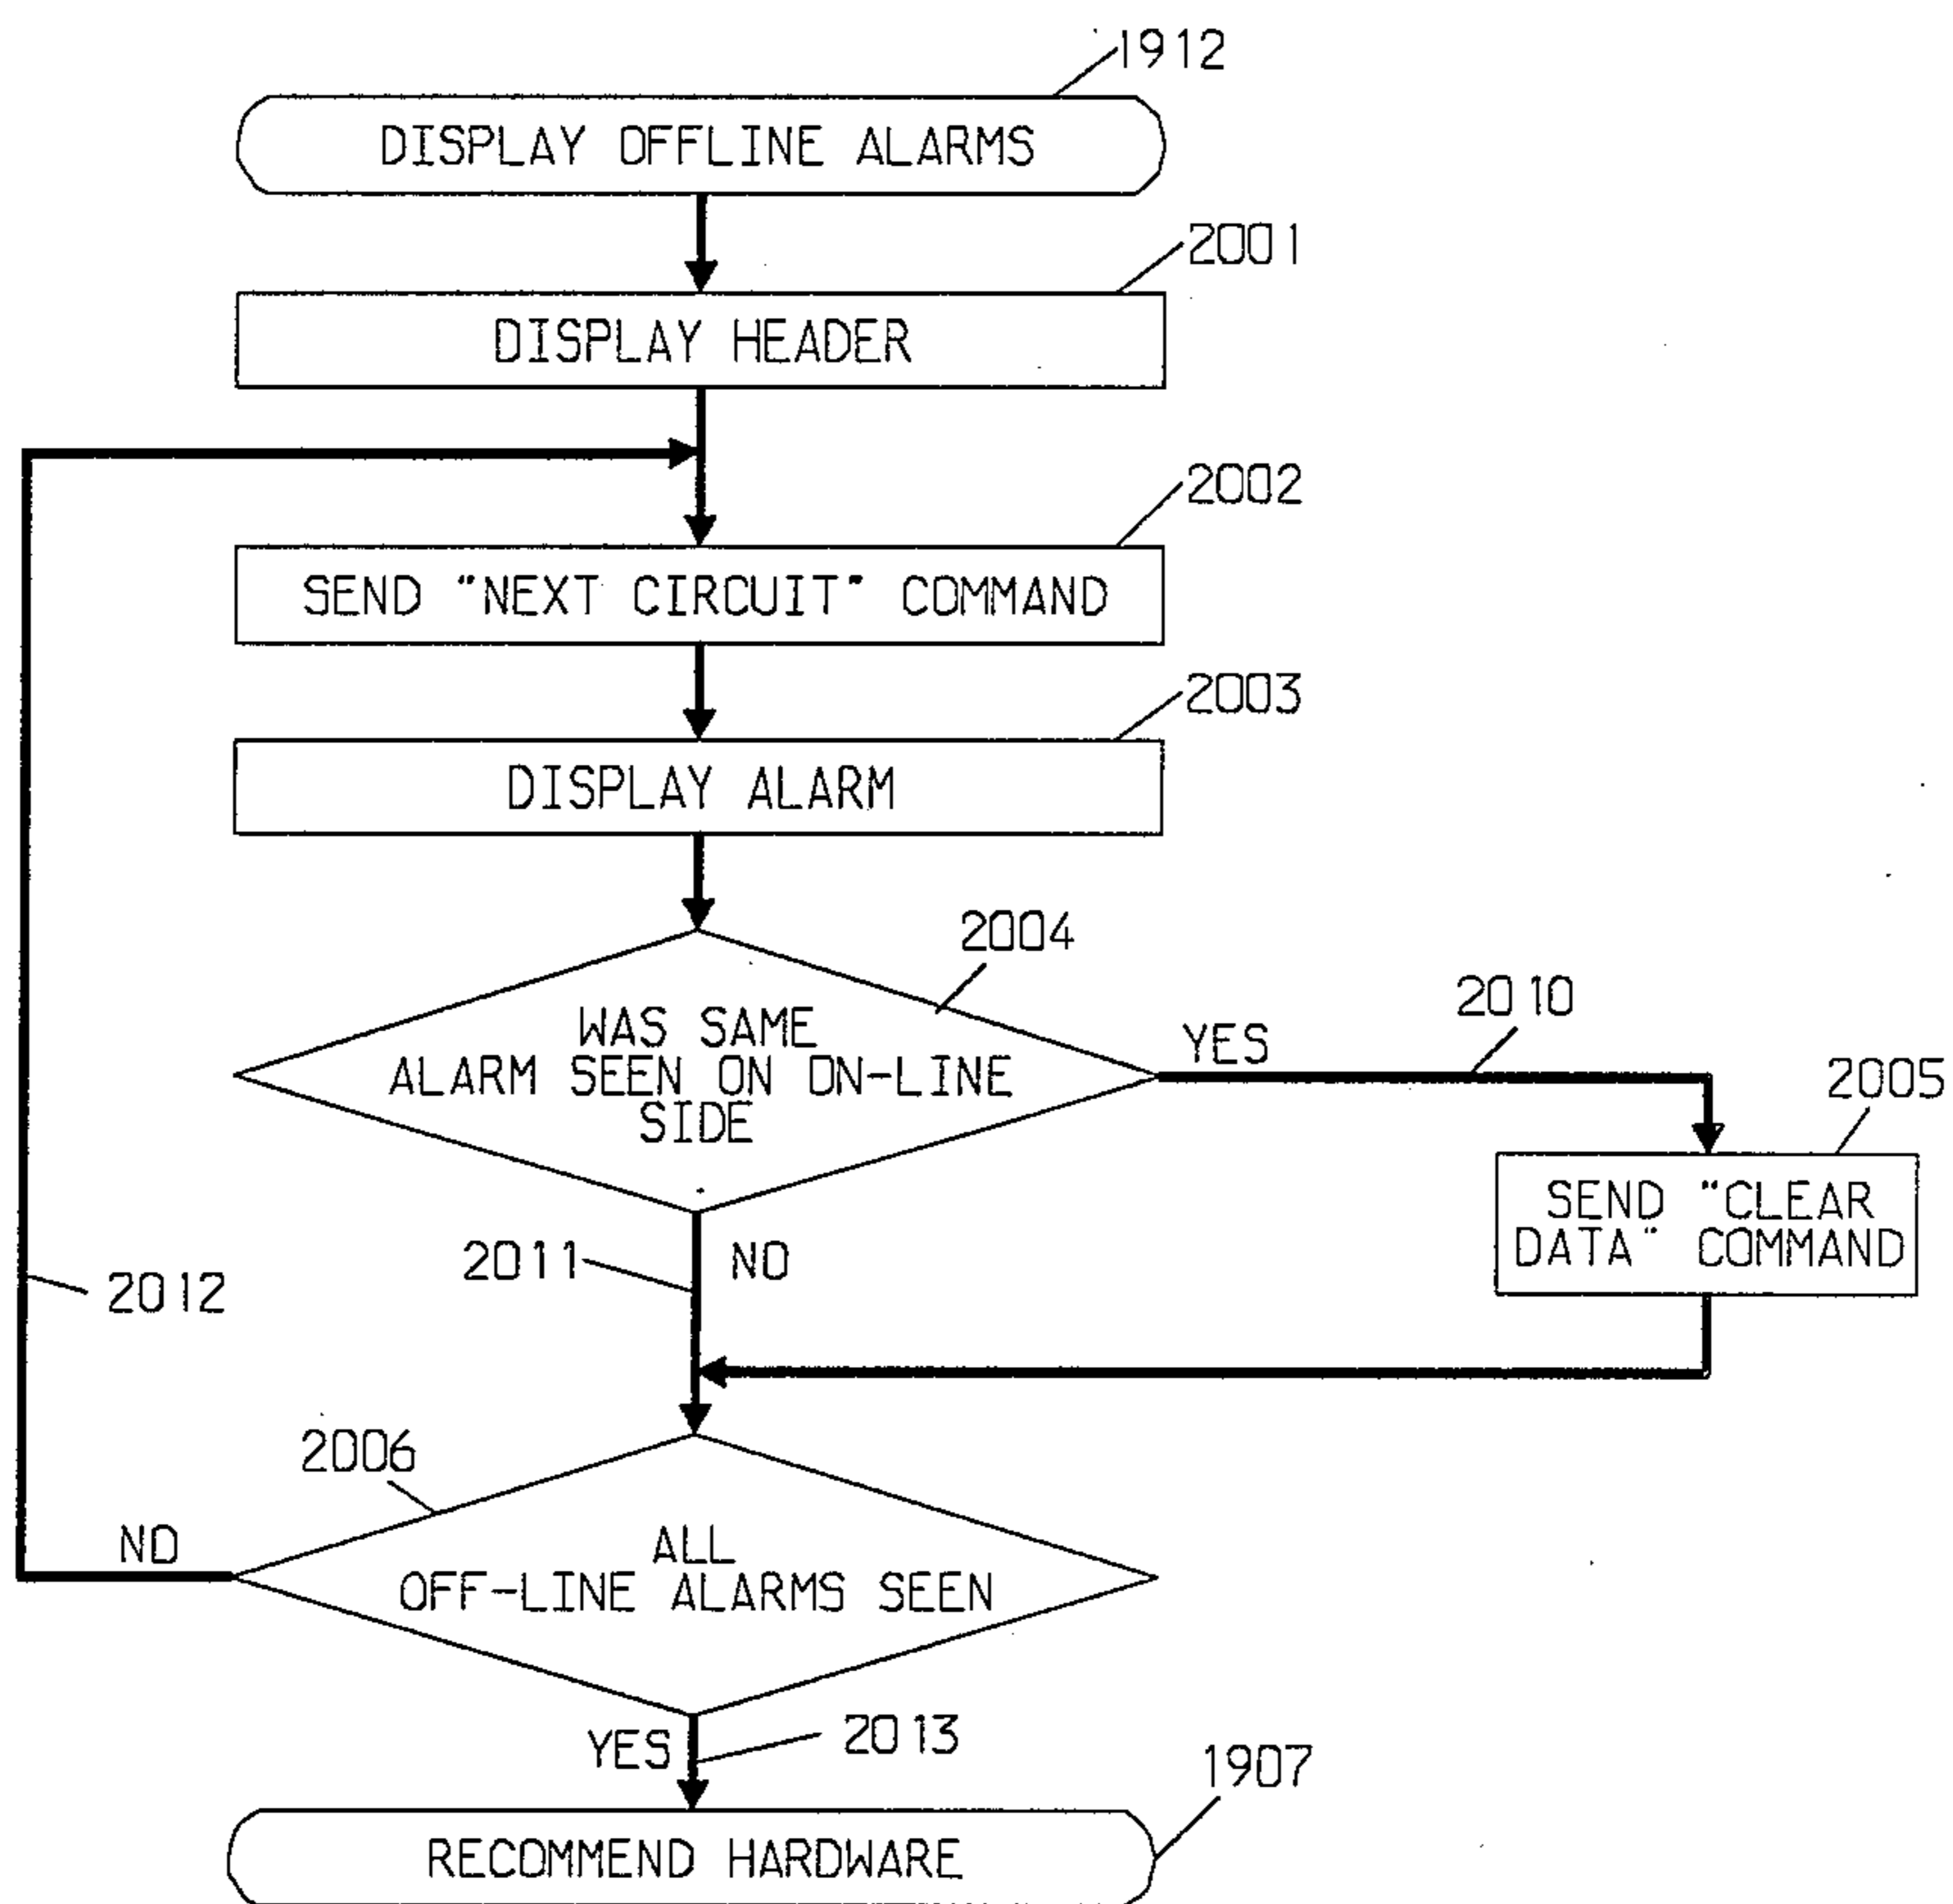 1912
DISPLAY OFFLINE ALARMS
2001
DISPLAY HEADER
2002
SEND "NEXT CIRCUIT" COMMAND
2003
DISPLAY ALARM
2004
WAS SAME
ALARM SEEN ON ON-LINE
SIDE
YES
2010
2005
SEND "CLEAR
DATA" COMMAND
2011
NO
2012
2006
NO
ALL
OFF-LINE ALARMS SEEN
YES
2013
1907
RECOMMEND HARDWARE